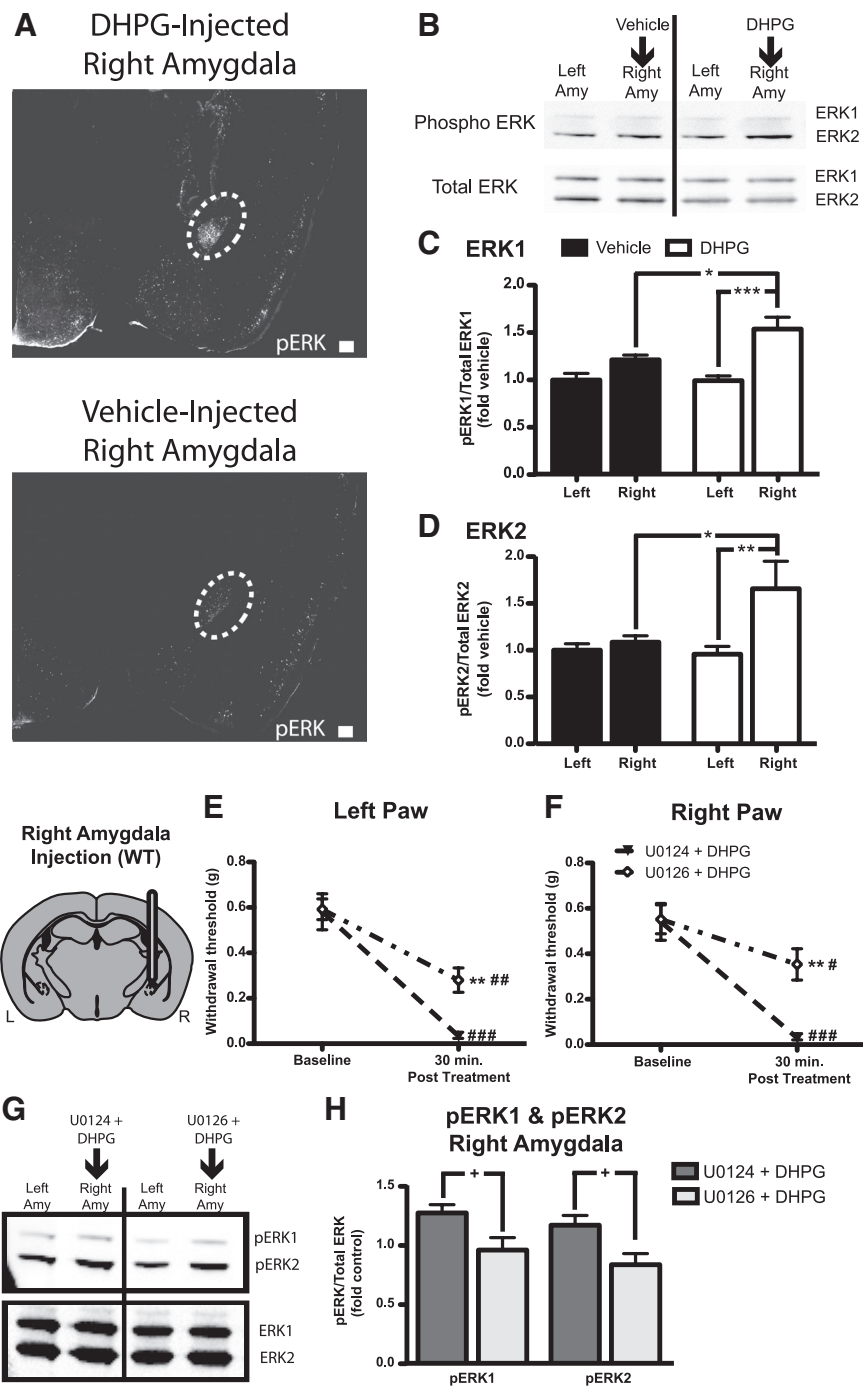 A
DHPG-Injected
Right Amygdala
pERK
Vehicle-Injected
Right Amygdala
pERK
B
Vehicle
DHPG
Left
Amy
Right
Amy
Left
Amy
Right
Amy
Phospho ERK
ERK1
ERK2
Total ERK
ERK1
ERK2
C
ERK1
Vehicle
DHPG
pERK1/Total ERK1
(fold vehicle)
2.0
1.5
1.0
0.5
0.0
*
***
Left
Right
Left
Right
D
ERK2
pERK2/Total ERK2
(fold vehicle)
2.0
1.5
1.0
0.5
0.0
*
**
Left
Right
Left
Right
Right Amygdala
Injection (WT)
L
R
E
Left Paw
Withdrawal threshold (g)
0.8
0.6
0.4
0.2
0.0
** ##
###
Baseline
30 min.
Post Treatment
F
Right Paw
U0124 + DHPG
U0126 + DHPG
Withdrawal threshold (g)
0.8
0.6
0.4
0.2
0.0
** #
###
Baseline
30 min.
Post Treatment
G
U0124 +
DHPG
U0126 +
DHPG
Left
Amy
Right
Amy
Left
Amy
Right
Amy
pERK1
pERK2
ERK1
ERK2
H
pERK1 & pERK2
Right Amygdala
U0124 + DHPG
U0126 + DHPG
pERK/Total ERK
(fold control)
1.5
1.0
0.5
0.0
+
+
pERK1
pERK2